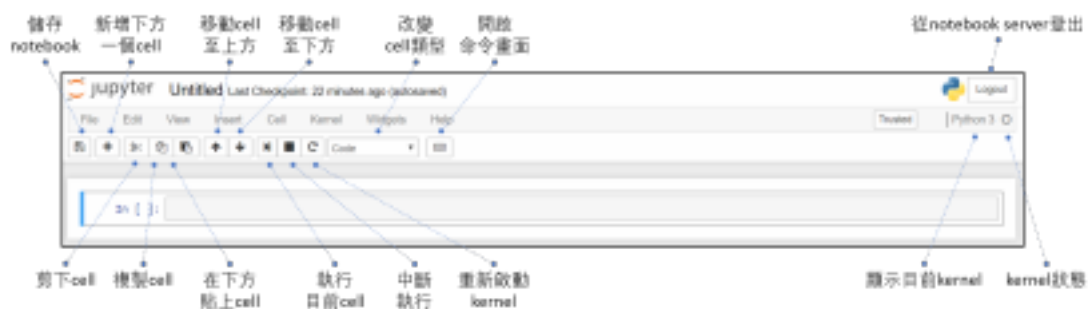 儲存
notebook
新增下方
一個cell
移動cell
至上方
移動cell
至下方
改變
cell類型
開啟
命令畫面
從notebook server登出
jupyter Untitled Last Checkpoint: 22 minutes ago (autosaved)
Logout
File Edit View Insert Cell Kernel Widgets Help
Trusted
Python 3
Code
In [ ]:
剪下cell
複製cell
在下方
貼上cell
執行
目前cell
中斷
執行
重新啟動
kernel
顯示目前kernel
kernel狀態